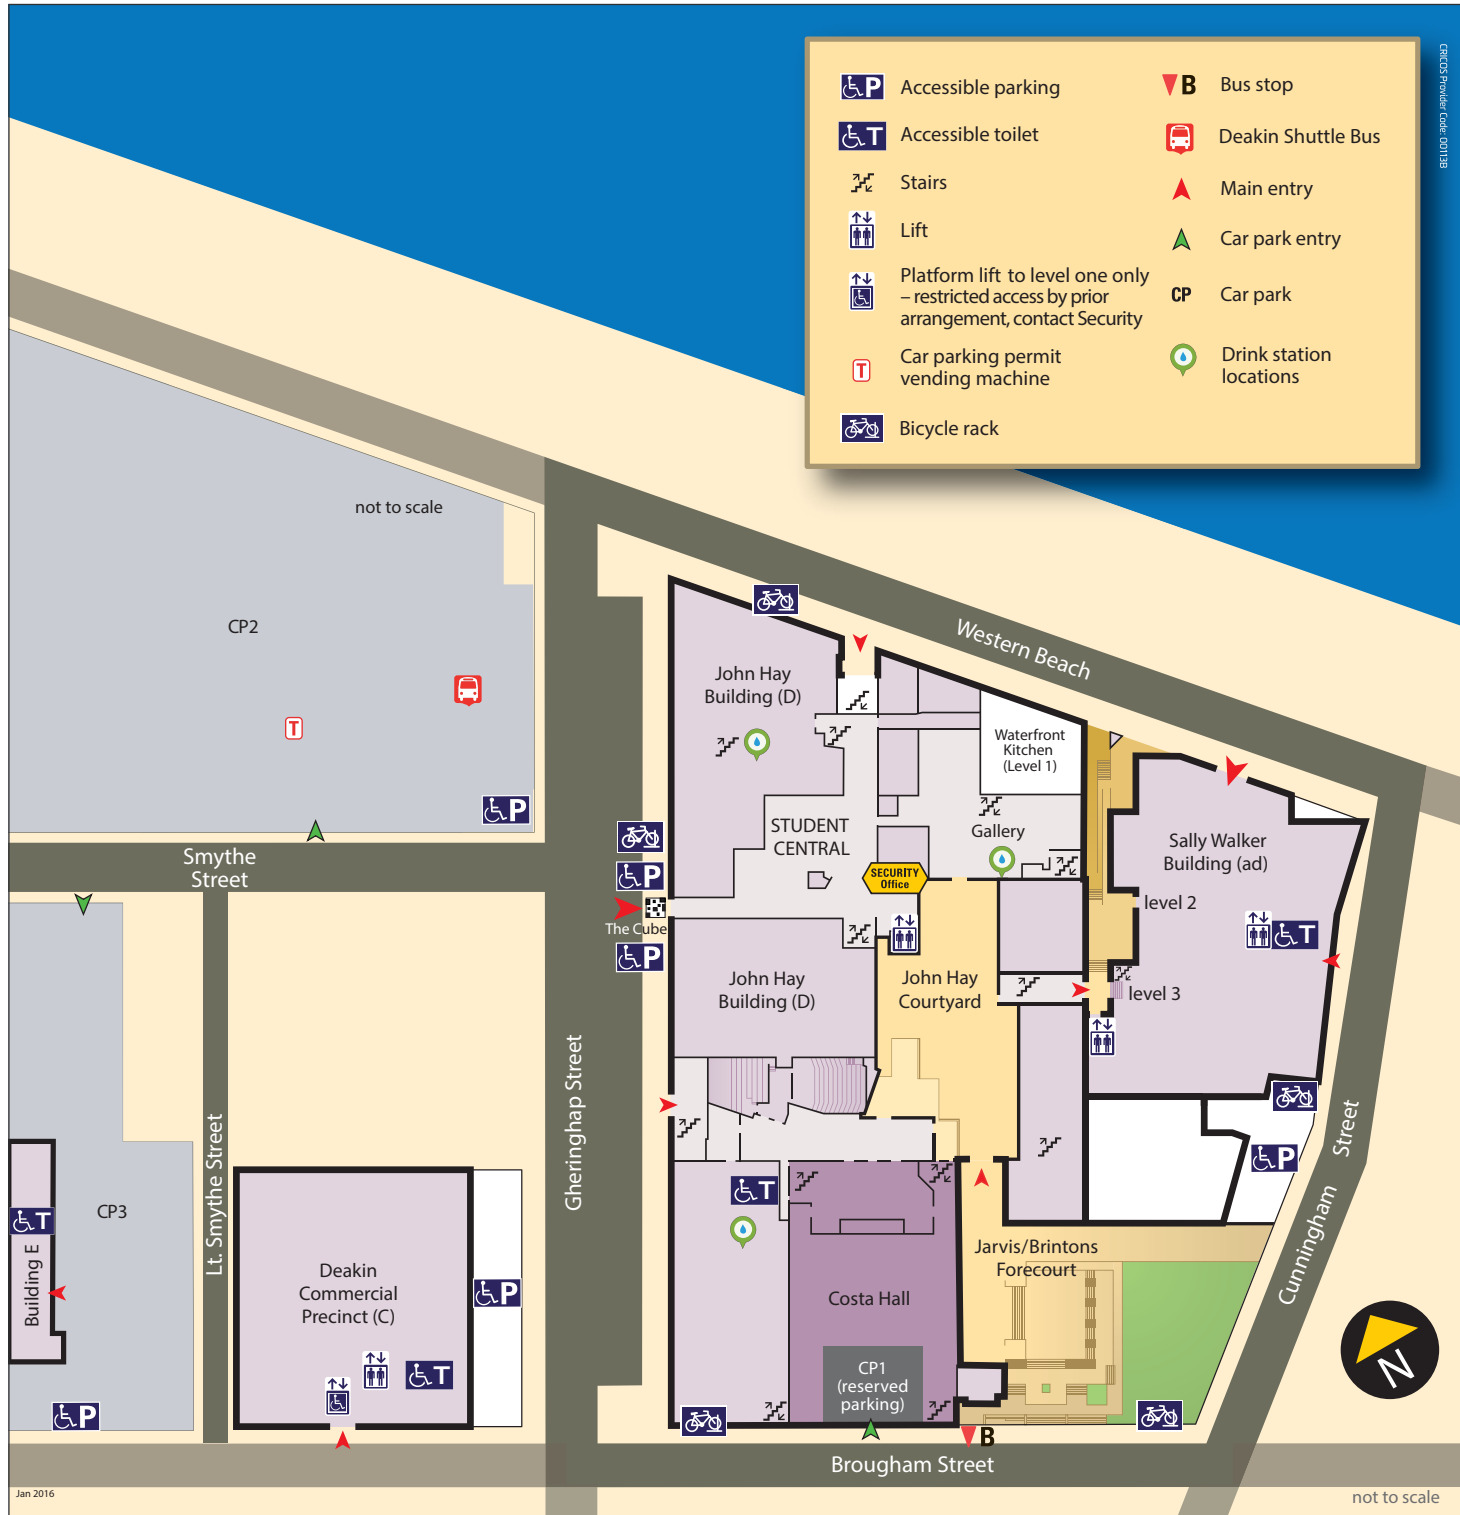 CRICOS Provider Code: 00113B
P
Accessible parking
T
Accessible toilet
Stairs
Lift
Platform lift to level one only
– restricted access by prior
arrangement, contact Security
T
Car parking permit
vending machine
Bicycle rack
B
Bus stop
Deakin Shuttle Bus
Main entry
Car park entry
CP
Car park
Drink station
locations
not to scale
CP2
T
P
Smythe
Street
Western Beach
John Hay
Building (D)
Waterfront
Kitchen
(Level 1)
STUDENT
CENTRAL
Gallery
SECURITY
Office
Sally Walker
Building (ad)
level 2
T
level 3
P
The Cube
P
John Hay
Building (D)
John Hay
Courtyard
Gheringhap Street
Lt. Smythe Street
CP3
T
Building E
P
Deakin
Commercial
Precinct (C)
T
P
T
Costa Hall
CP1
(reserved
parking)
Jarvis/Brintons
Forecourt
P
Cunningham Street
N
B
Brougham Street
Jan 2016
not to scale